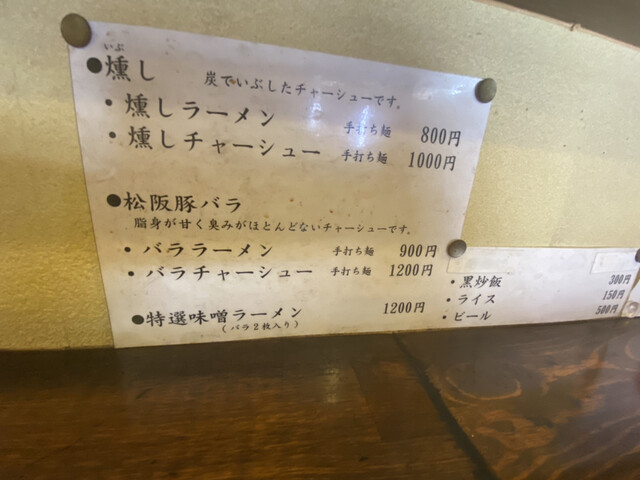 いぶ
●燻し 炭でいぶしたチャーシューです。
・燻しラーメン 手打ち麺 800円
・燻しチャーシュー 手打ち麺 1000円
●松阪豚バラ
脂身が甘く臭みがほとんどないチャーシューです。
・バララーメン 手打ち麺 900円
・バラチャーシュー 手打ち麺 1200円
●特選味噌ラーメン 1200円
(バラ2枚入り)
・黒炒飯 300円
・ライス 150円
・ビール 500円